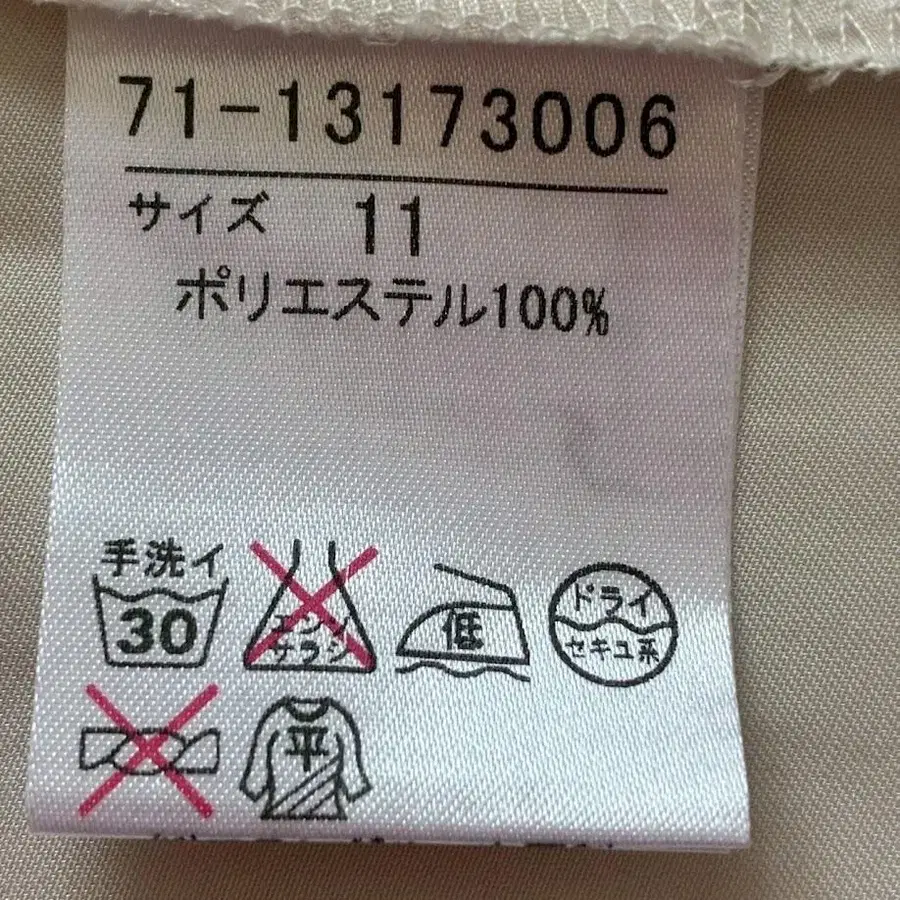 71-13173006
サイズ 11
ポリエステル100%
手洗イ
30
エンソ
サラシ
低
ドライ
セキユ系
平